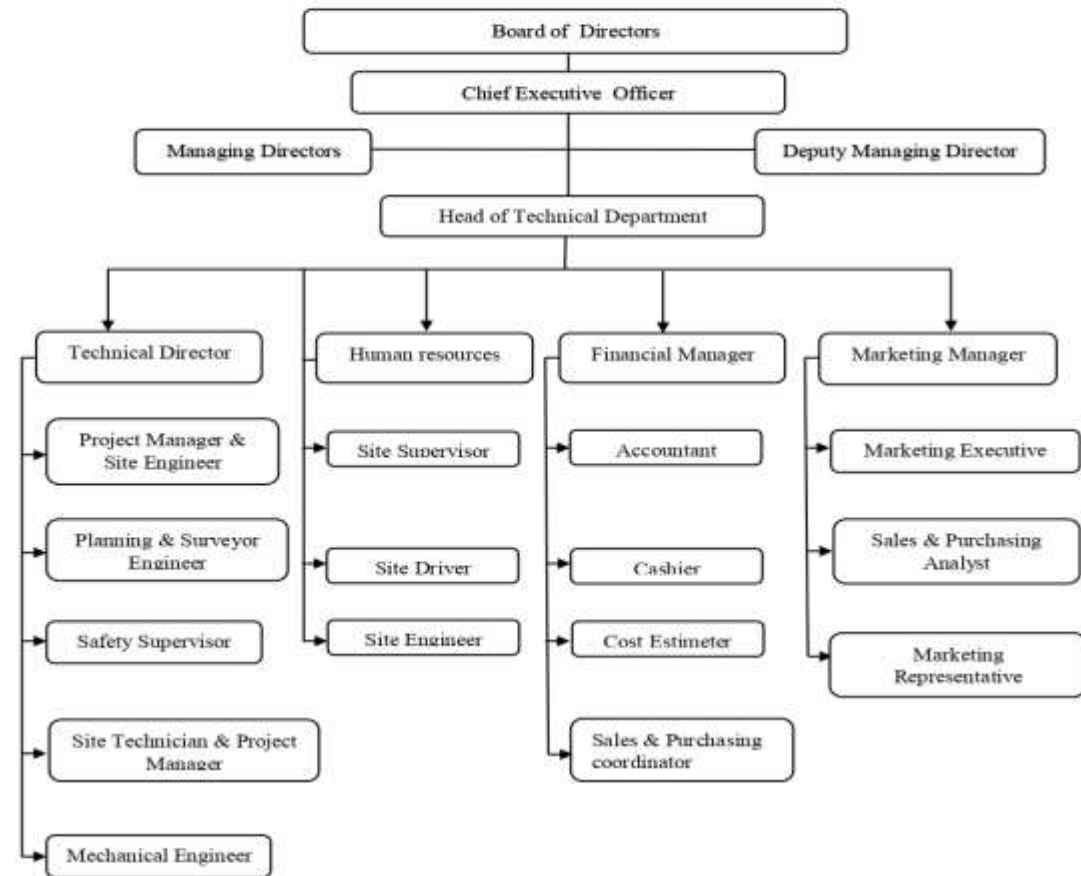 Board of Directors
Chief Executive Officer
Managing Directors
Deputy Managing Director
Head of Technical Department
Technical Director
Human resources
Financial Manager
Marketing Manager
Project Manager &
Site Engineer
Site Supervisor
Accountant
Marketing Executive
Planning & Surveyor
Engineer
Site Driver
Cashier
Sales & Purchasing
Analyst
Safety Supervisor
Site Engineer
Cost Estimeter
Marketing
Representative
Site Technician & Project
Manager
Sales & Purchasing
coordinator
Mechanical Engineer